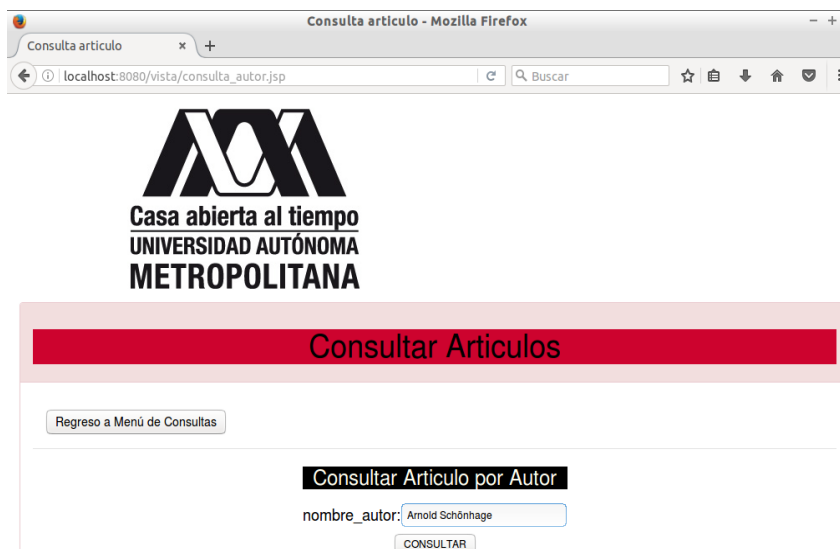 Consulta articulo - Mozilla Firefox
Consulta articulo × +
localhost:8080/vista/consulta_autor.jsp
Buscar
Casa abierta al tiempo
UNIVERSIDAD AUTÓNOMA
METROPOLITANA
Consultar Articulos
Regreso a Menú de Consultas
Consultar Articulo por Autor
nombre_autor: Arnold Schönhage
CONSULTAR